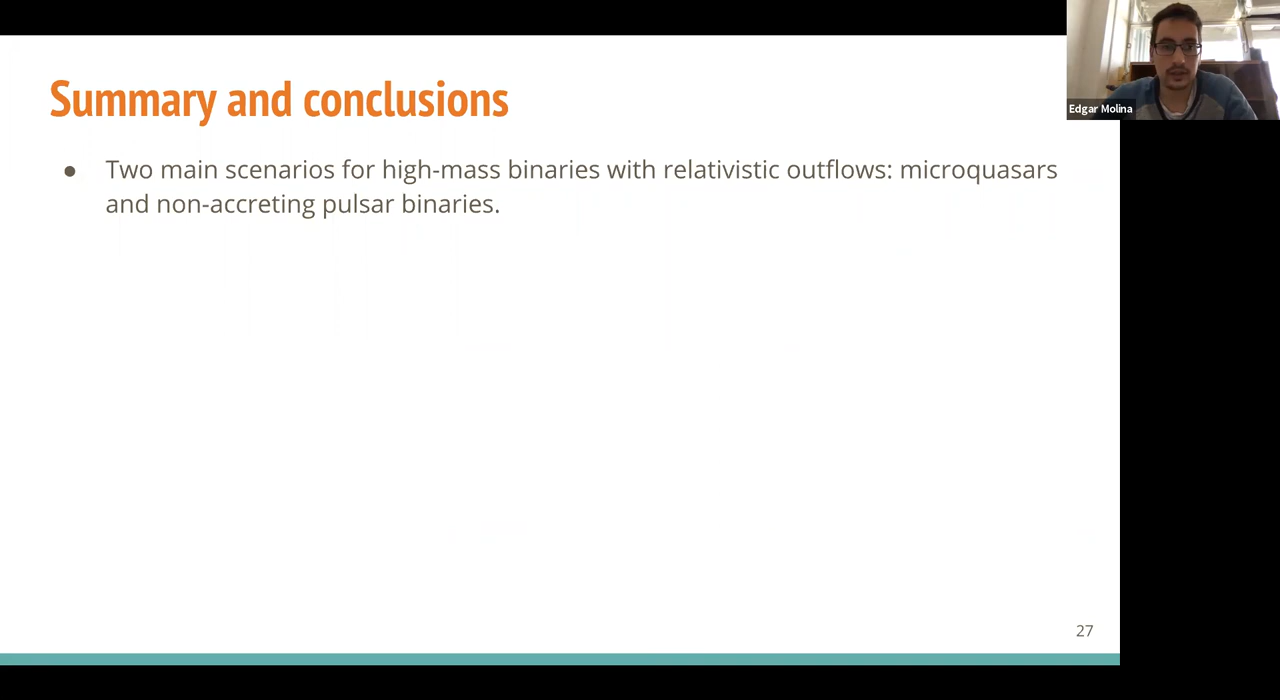 Summary and conclusions
● Two main scenarios for high-mass binaries with relativistic outflows: microquasars
and non-accreting pulsar binaries.
Edgar Molina
27